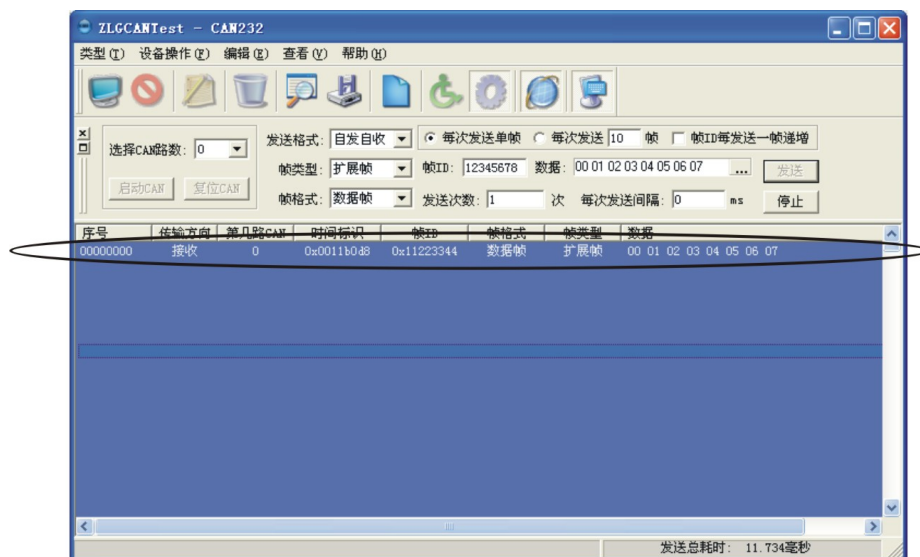 ZLGCANTest - CAN232
类型(T) 设备操作(F) 编辑(E) 查看(V) 帮助(H)
选择CAN路数: 0
启动CAN 复位CAN
发送格式: 自发自收 每次发送单帧 每次发送 10 帧 帧ID每发送一帧递增
帧类型: 扩展帧 帧ID: 12345678 数据: 00 01 02 03 04 05 06 07 ... 发送
帧格式: 数据帧 发送次数: 1 次 每次发送间隔: 0 ms 停止
序号 传输方向 第几路CAN 时间标识 帧ID 帧格式 帧类型 数据
00000000 接收 0 0x0011b0d8 0x11223344 数据帧 扩展帧 00 01 02 03 04 05 06 07
发送总耗时: 11.734毫秒